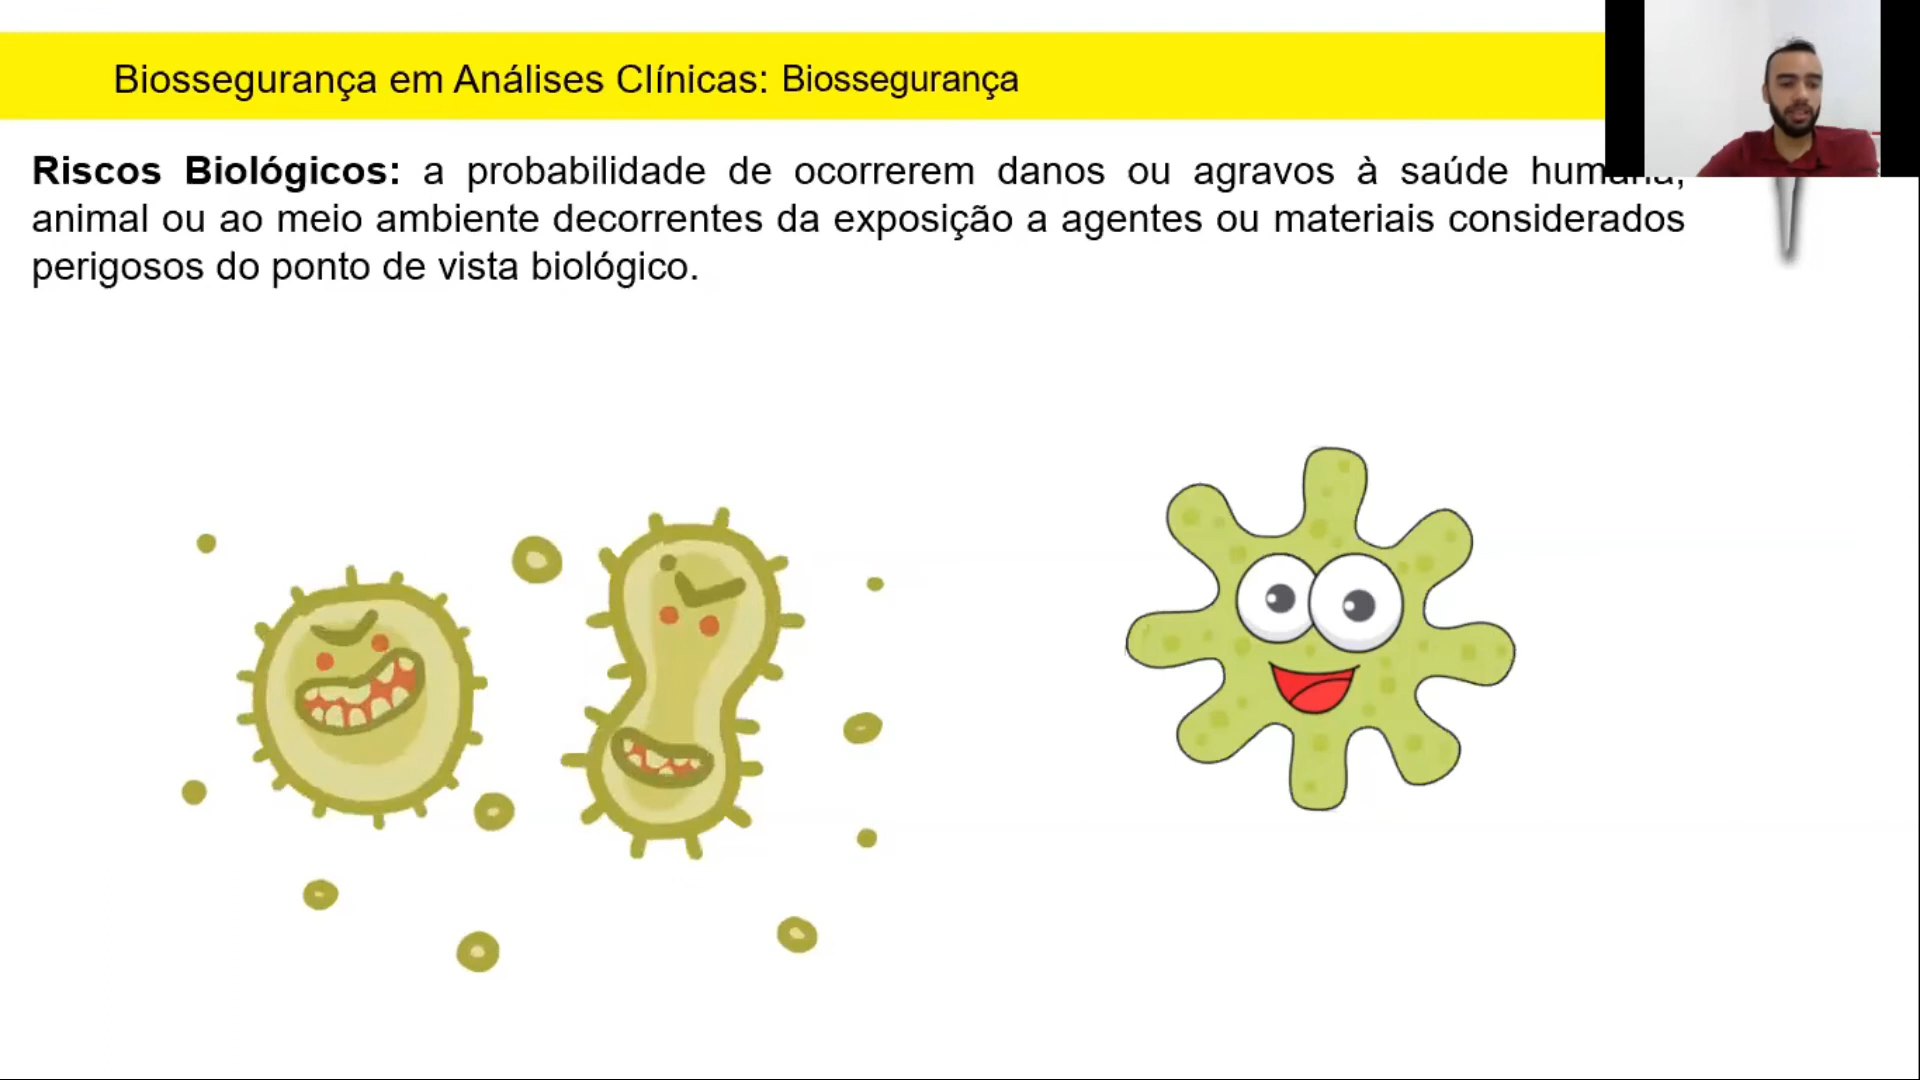 Biossegurança em Análises Clínicas: Biossegurança
Riscos Biológicos: a probabilidade de ocorrerem danos ou agravos à saúde humana,
animal ou ao meio ambiente decorrentes da exposição a agentes ou materiais considerados
perigosos do ponto de vista biológico.